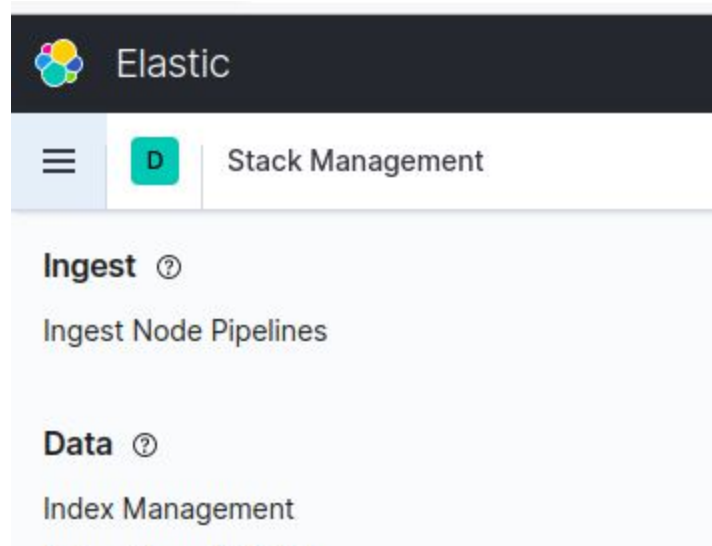 Elastic
D Stack Management
Ingest
Ingest Node Pipelines
Data
Index Management